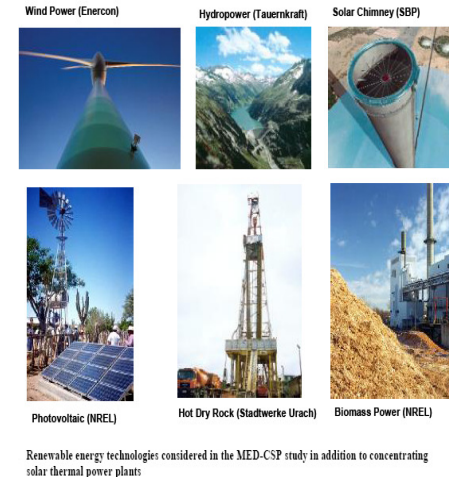 Wind Power (Enercon)
Hydropower (Tauernkraft)
Solar Chimney (SBP)
Photovoltaic (NREL)
Hot Dry Rock (Stadtwerke Urach)
Biomass Power (NREL)
Renewable energy technologies considered in the MED-CSP study in addition to concentrating
solar thermal power plants